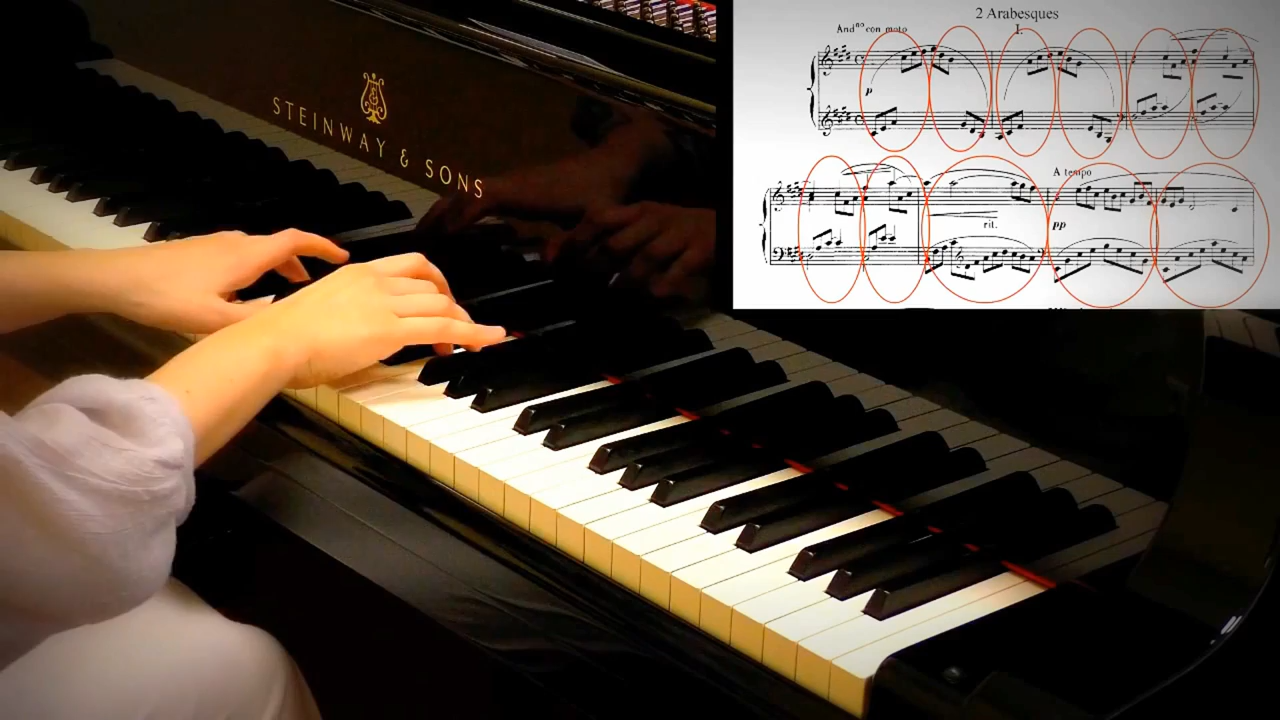 STEINWAY & SONS
2 Arabesques
I.
And^no con moto
p
A tempo
rit.
pp